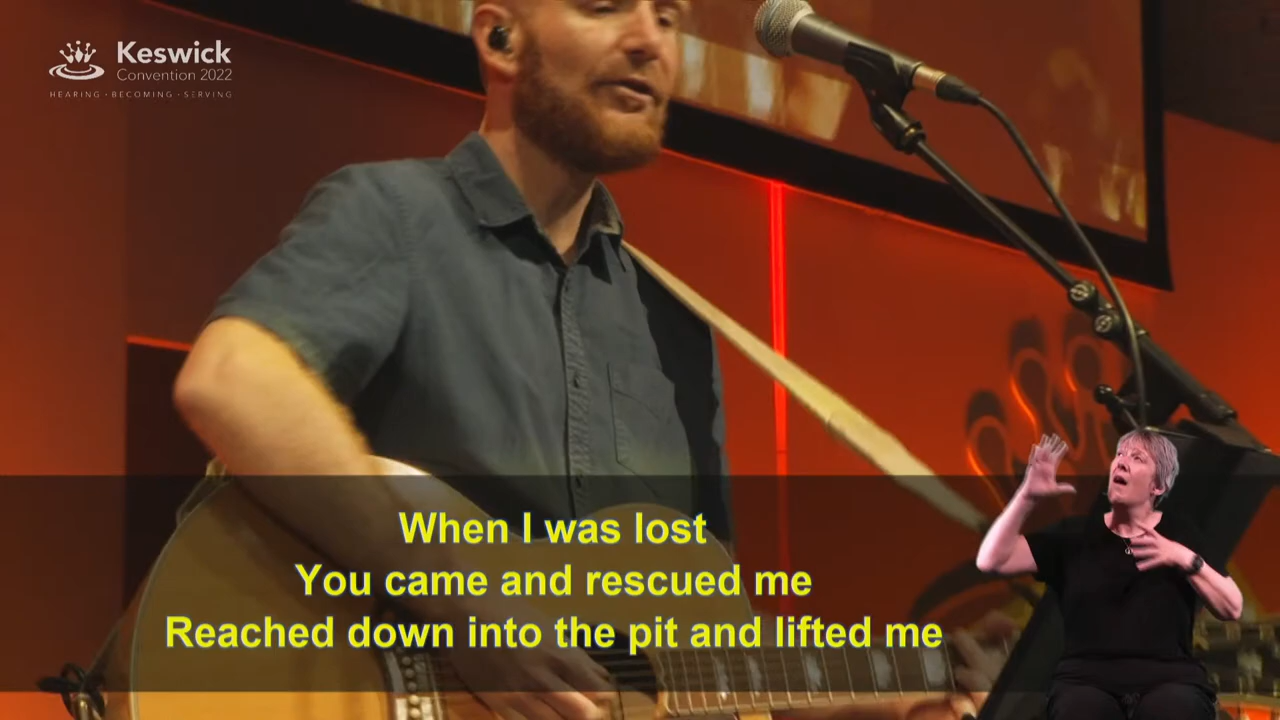 Keswick
Convention 2022
HEARING · BECOMING · SERVING
When I was lost
You came and rescued me
Reached down into the pit and lifted me